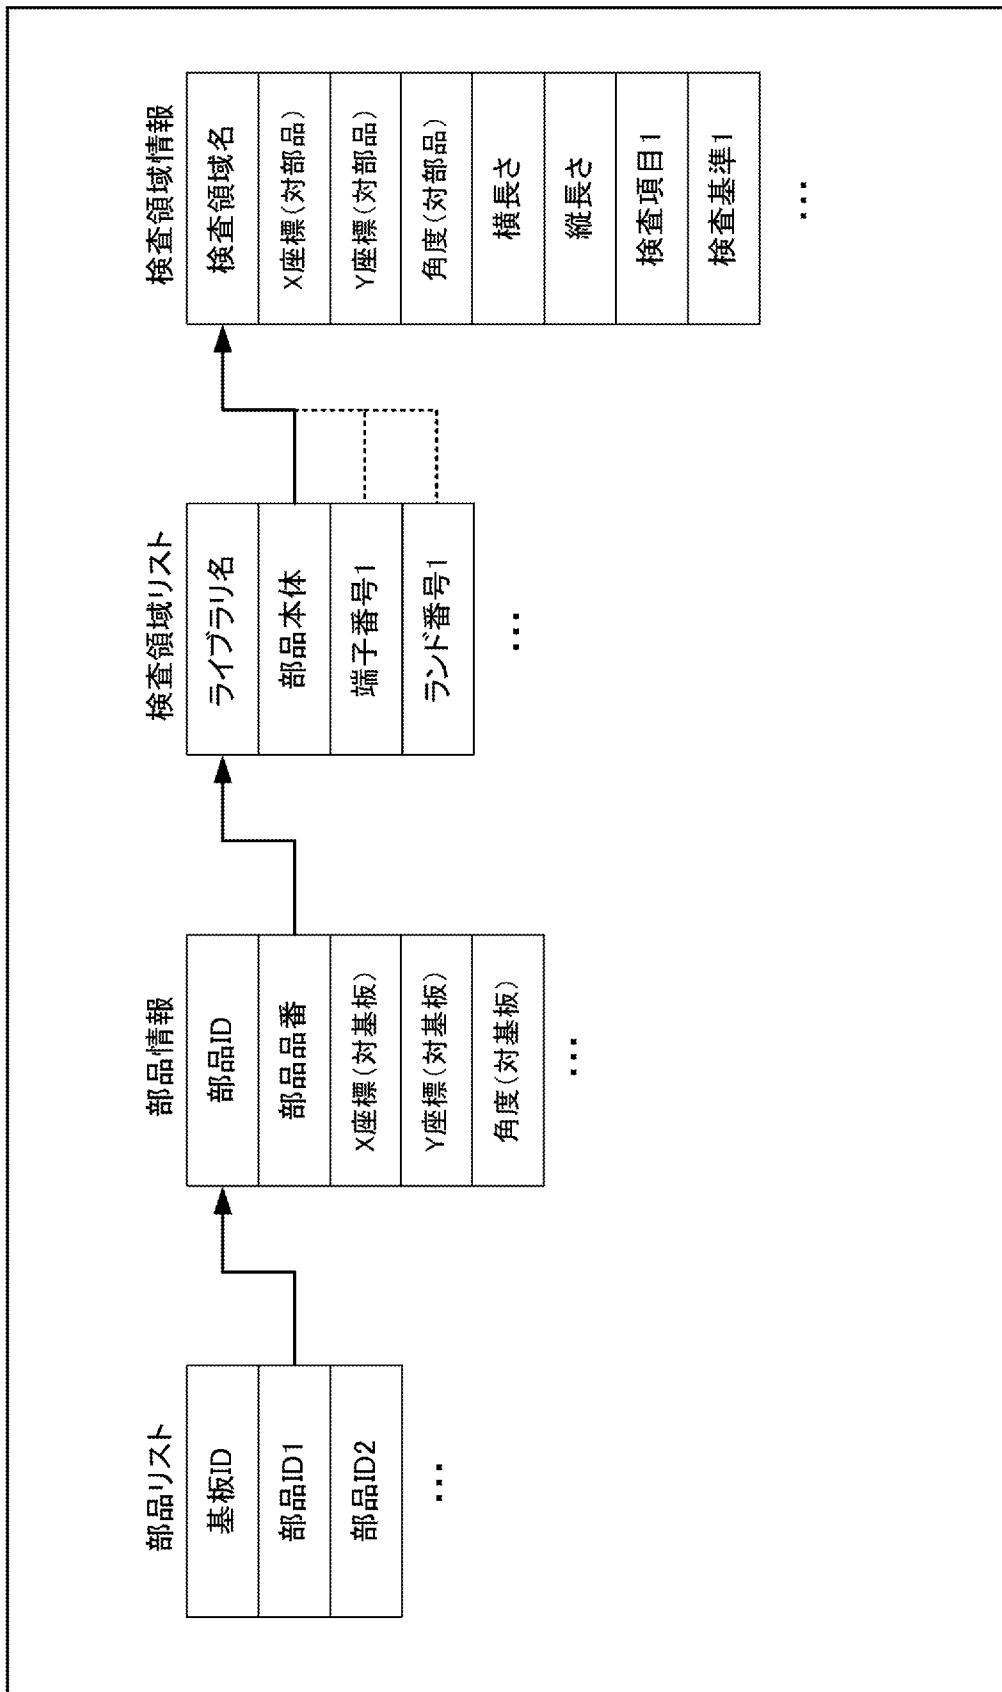 部品リスト
基板ID
部品ID1
部品ID2
...
部品情報
部品ID
部品品番
X座標(対基板)
Y座標(対基板)
角度(対基板)
...
検査領域リスト
ライブラリ名
部品本体
端子番号1
ランド番号1
...
検査領域情報
検査領域名
X座標(対部品)
Y座標(対部品)
角度(対部品)
横長さ
縦長さ
検査項目1
検査基準1
...